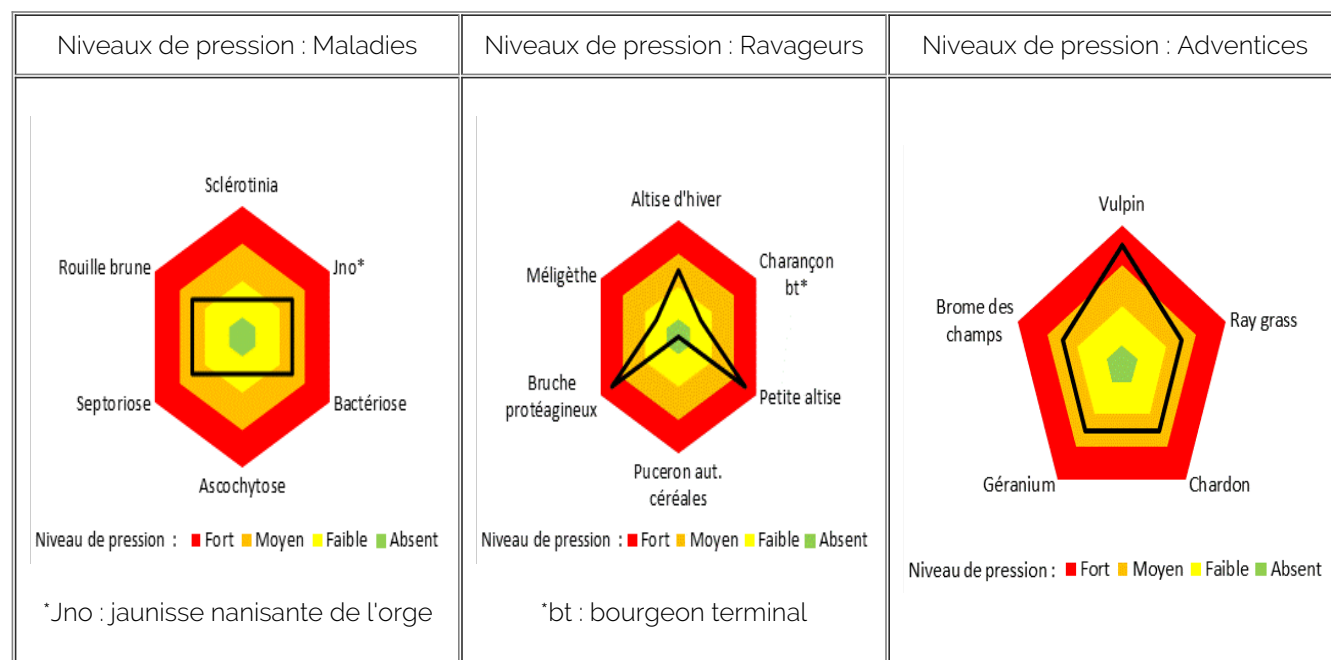 Niveaux de pression : Maladies
Niveaux de pression : Ravageurs
Niveaux de pression : Adventices
Sclérotinia
Rouille brune
Jno*
Septoriose
Bactériose
Ascochytose
Niveau de pression : Fort Moyen Faible Absent
*Jno : jaunisse nanisante de l'orge
Altise d'hiver
Méligèthe
Charançon
bt*
Bruche
protéagineux
Petite altise
Puceron aut.
céréales
Niveau de pression : Fort Moyen Faible Absent
*bt : bourgeon terminal
Vulpin
Brome des
champs
Ray grass
Géranium
Chardon
Niveau de pression : Fort Moyen Faible Absent